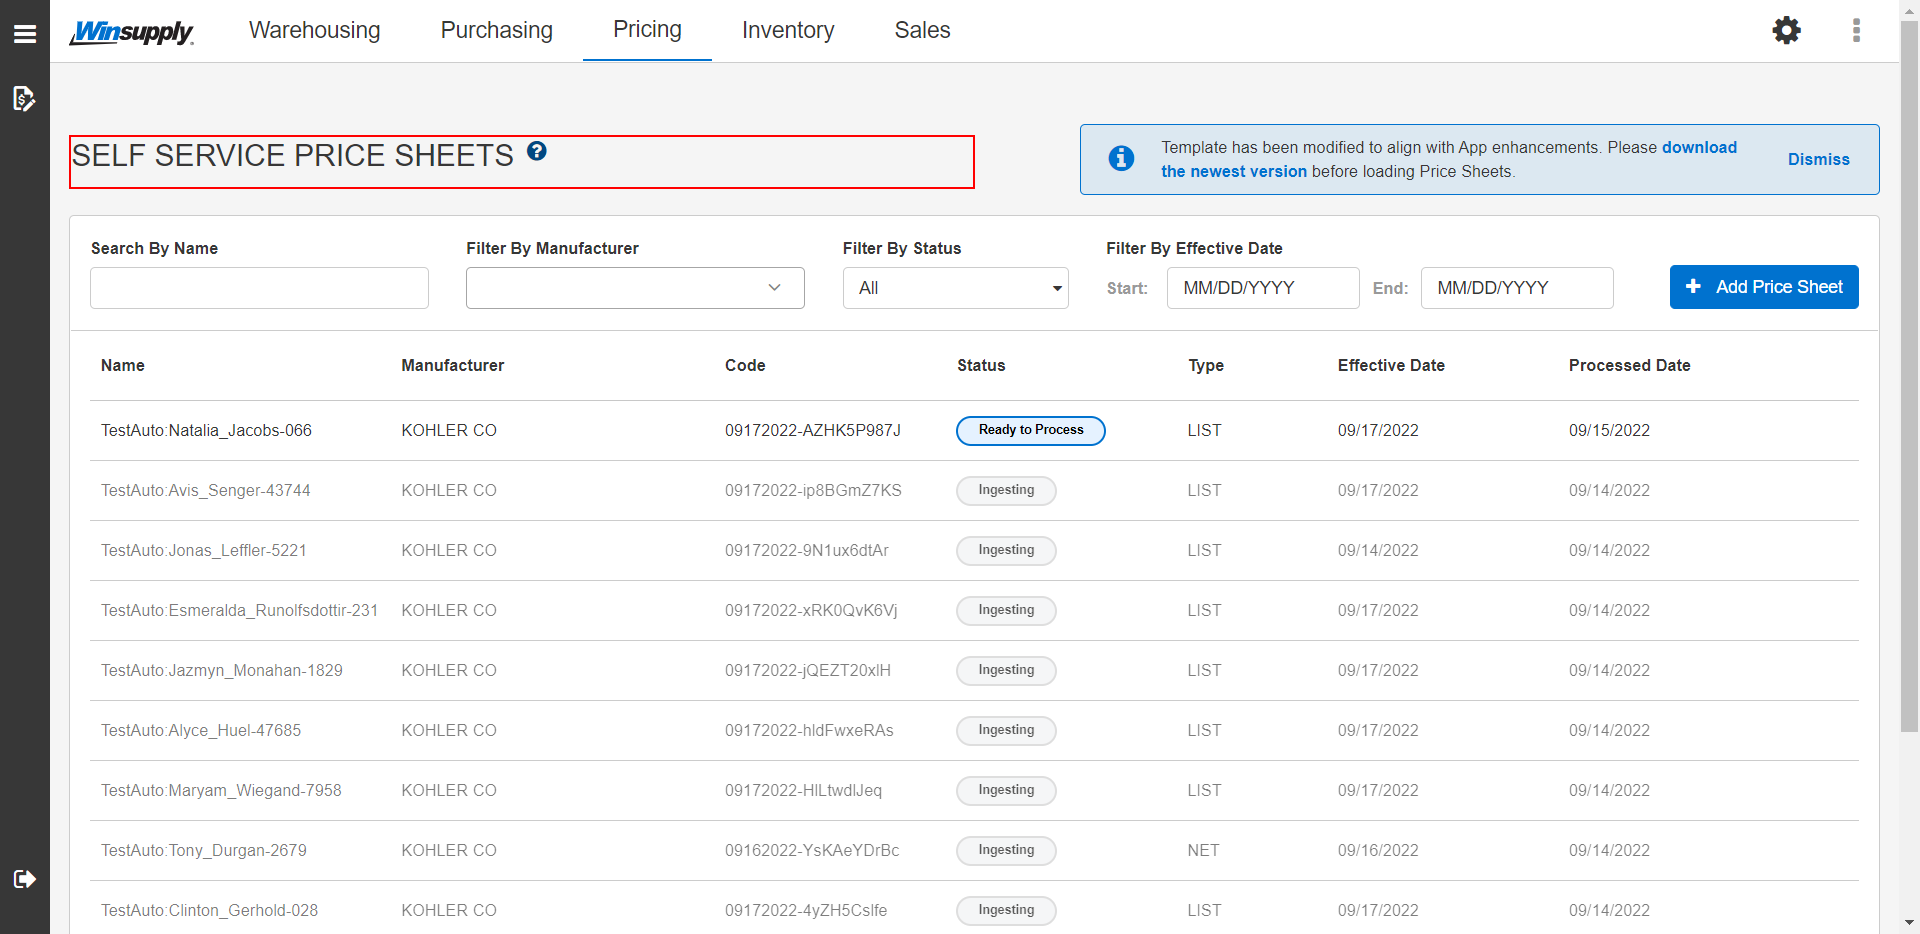 Winsupply Warehousing Purchasing Pricing Inventory Sales
SELF SERVICE PRICE SHEETS
Template has been modified to align with App enhancements. Please download
the newest version before loading Price Sheets.
Dismiss
Search By Name Filter By Manufacturer Filter By Status Filter By Effective Date
All Start: MM/DD/YYYY End: MM/DD/YYYY Add Price Sheet
Name Manufacturer Code Status Type Effective Date Processed Date
TestAuto:Natalia_Jacobs-066 KOHLER CO 09172022-AZHK5P987J Ready to Process LIST 09/17/2022 09/15/2022
TestAuto:Avis_Senger-43744 KOHLER CO 09172022-ip8BGmZ7KS Ingesting LIST 09/17/2022 09/14/2022
TestAuto:Jonas_Leffler-5221 KOHLER CO 09172022-9N1ux6dtAr Ingesting LIST 09/14/2022 09/14/2022
TestAuto:Esmeralda_Runolfsdottir-231 KOHLER CO 09172022-xRK0QvK6Vj Ingesting LIST 09/17/2022 09/14/2022
TestAuto:Jazmyn_Monahan-1829 KOHLER CO 09172022-jQEZT20xlH Ingesting LIST 09/17/2022 09/14/2022
TestAuto:Alyce_Huel-47685 KOHLER CO 09172022-hldFwxeRAs Ingesting LIST 09/17/2022 09/14/2022
TestAuto:Maryam_Wiegand-7958 KOHLER CO 09172022-HlLtwdlJeq Ingesting LIST 09/17/2022 09/14/2022
TestAuto:Tony_Durgan-2679 KOHLER CO 09162022-YsKAeYDrBc Ingesting NET 09/16/2022 09/14/2022
TestAuto:Clinton_Gerhold-028 KOHLER CO 09172022-4yZH5Cslfe Ingesting LIST 09/17/2022 09/14/2022